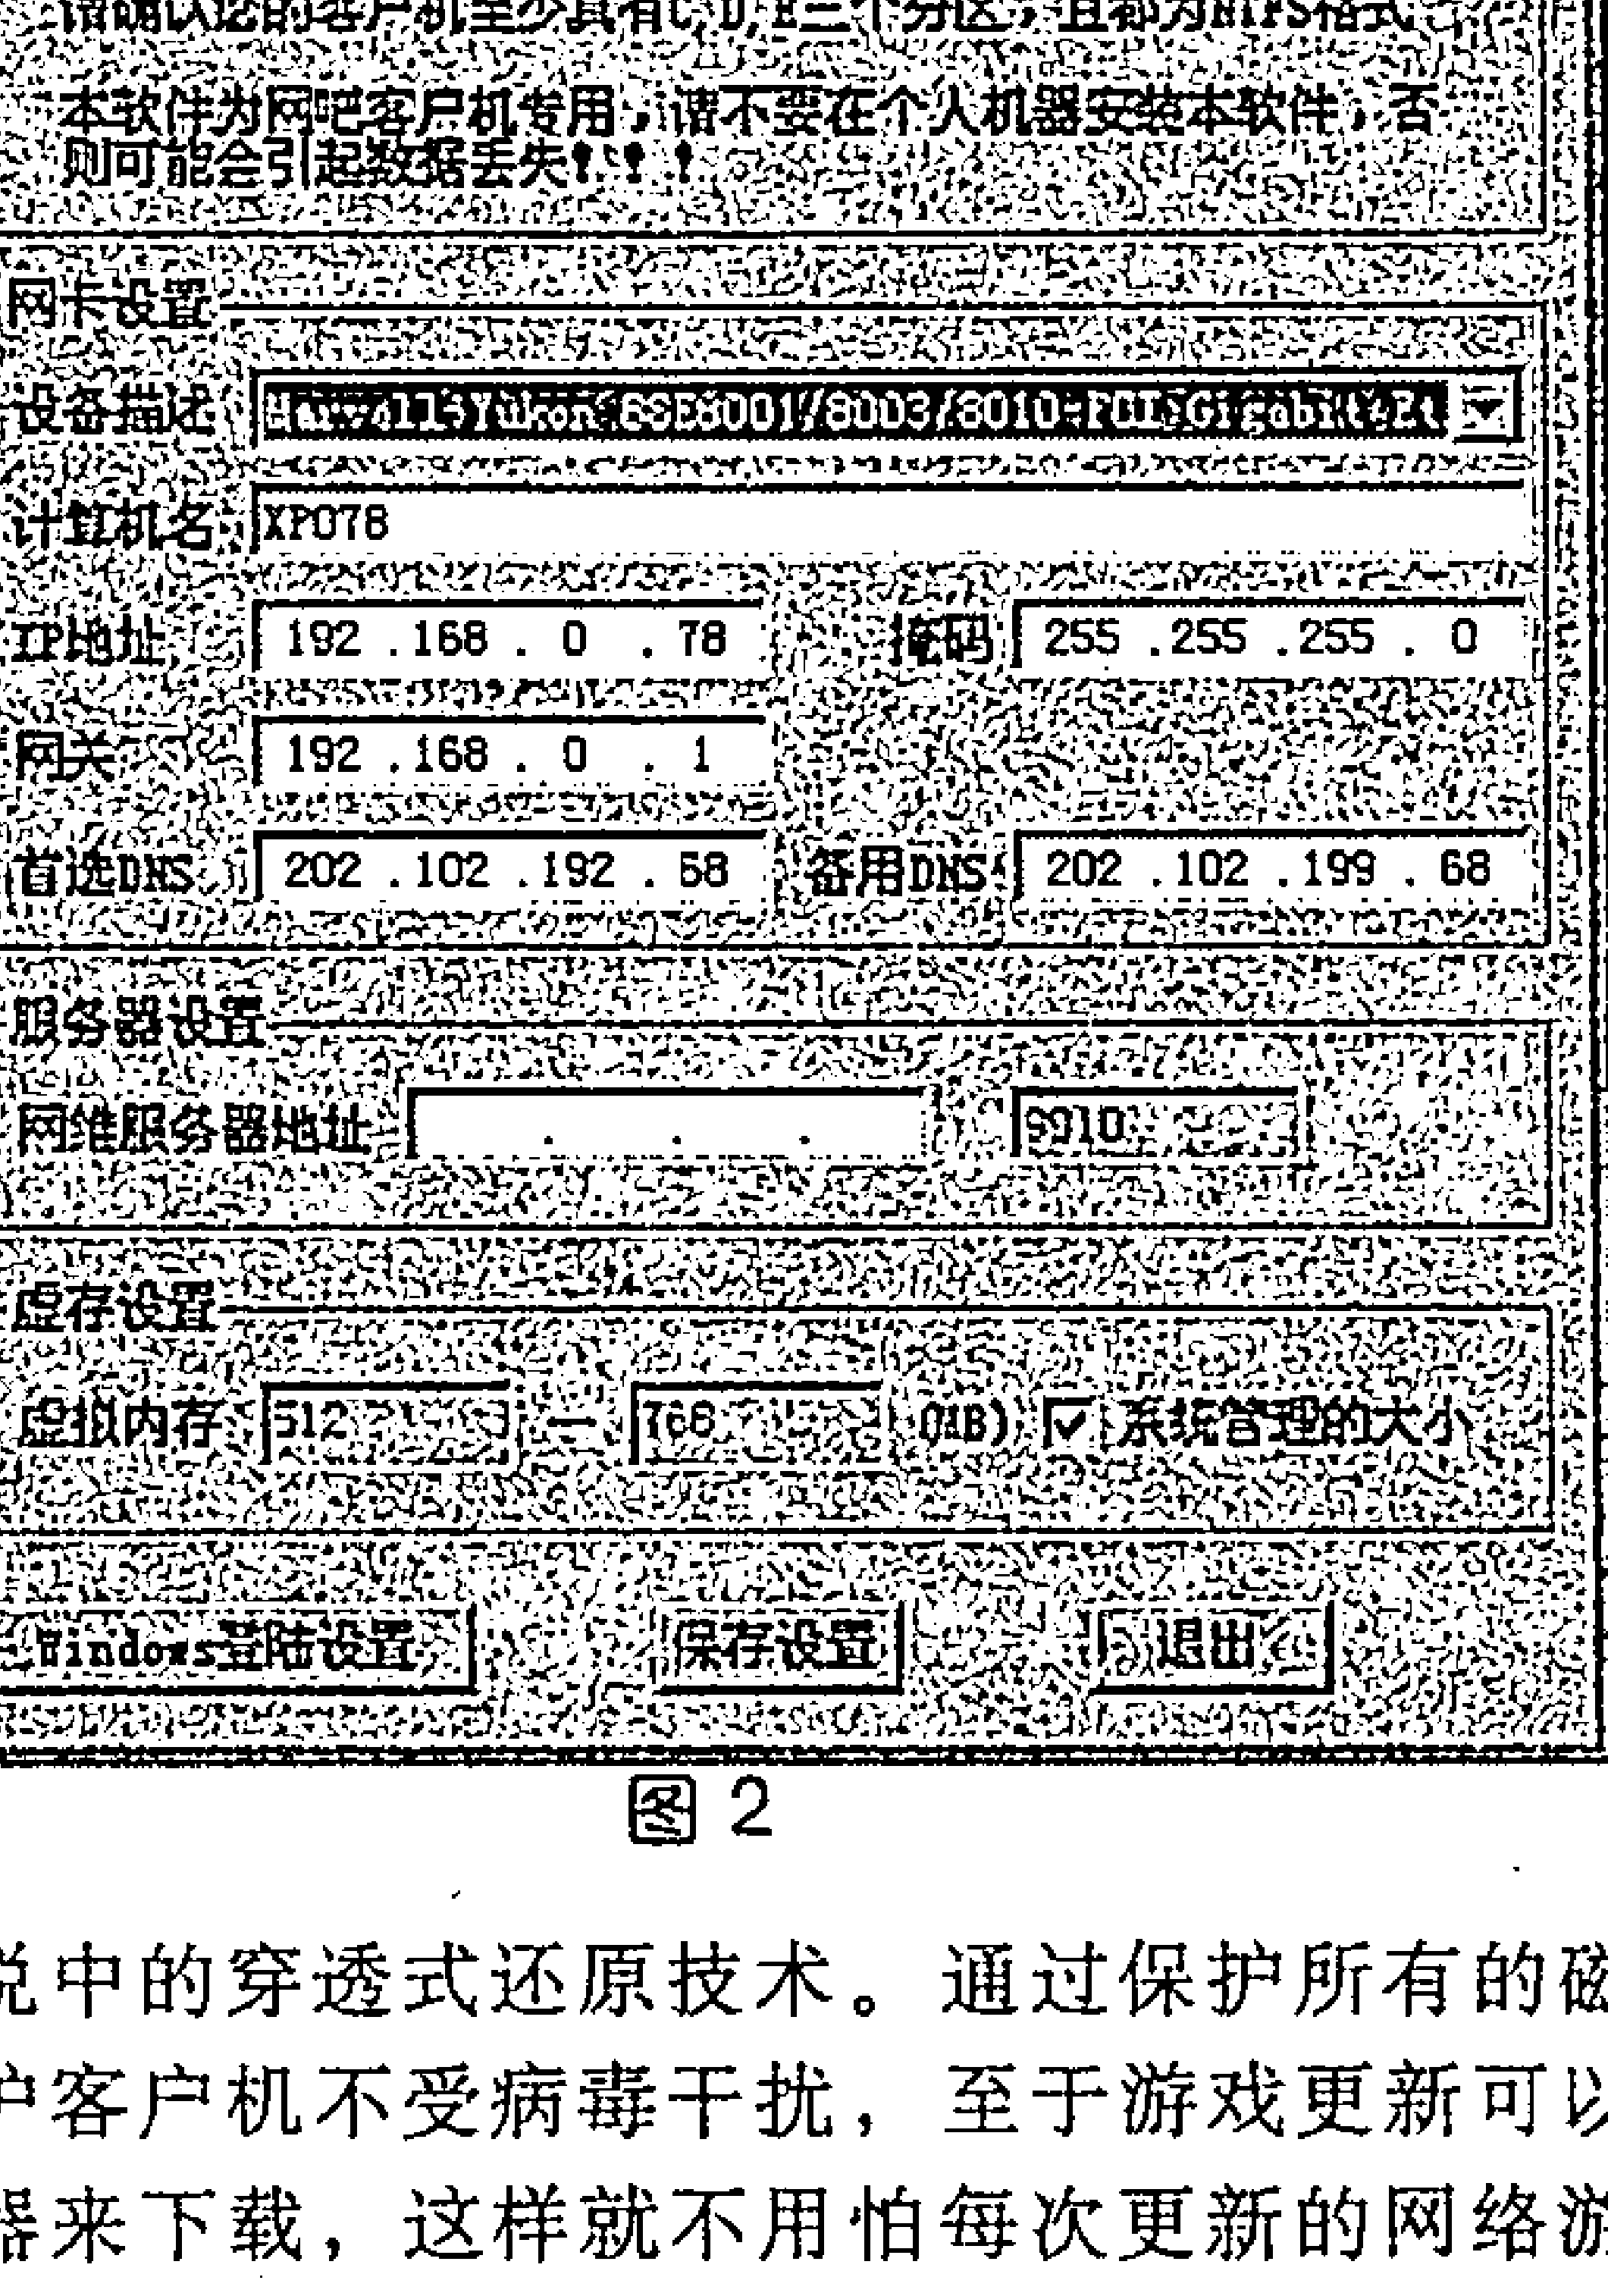 请确认您的客户机至少具有C,D,E三个分区，且都为NTFS格式
本软件为网吧客户机专用，请不要在个人机器安装本软件，否
则可能会引起数据丢失！！！
网卡设置
设备描述 Marvell Yukon 88E8001/8003/8010 PCI Gigabit Et
计算机名 XP078
IP地址 192 .168 . 0 . 78 掩码 255 .255 .255 . 0
网关 192 .168 . 0 . 1
首选DNS 202 .102 .192 . 68 备用DNS 202 .102 .199 . 68
服务器设置
网维服务器地址 . . . 9910
虚存设置
虚拟内存 512 — 768 (MB) 系统管理的大小
Windows登陆设置 保存设置 退出
图 2
说中的穿透式还原技术。通过保护所有的磁
护客户机不受病毒干扰，至于游戏更新可以
器来下载，这样就不用怕每次更新的网络游